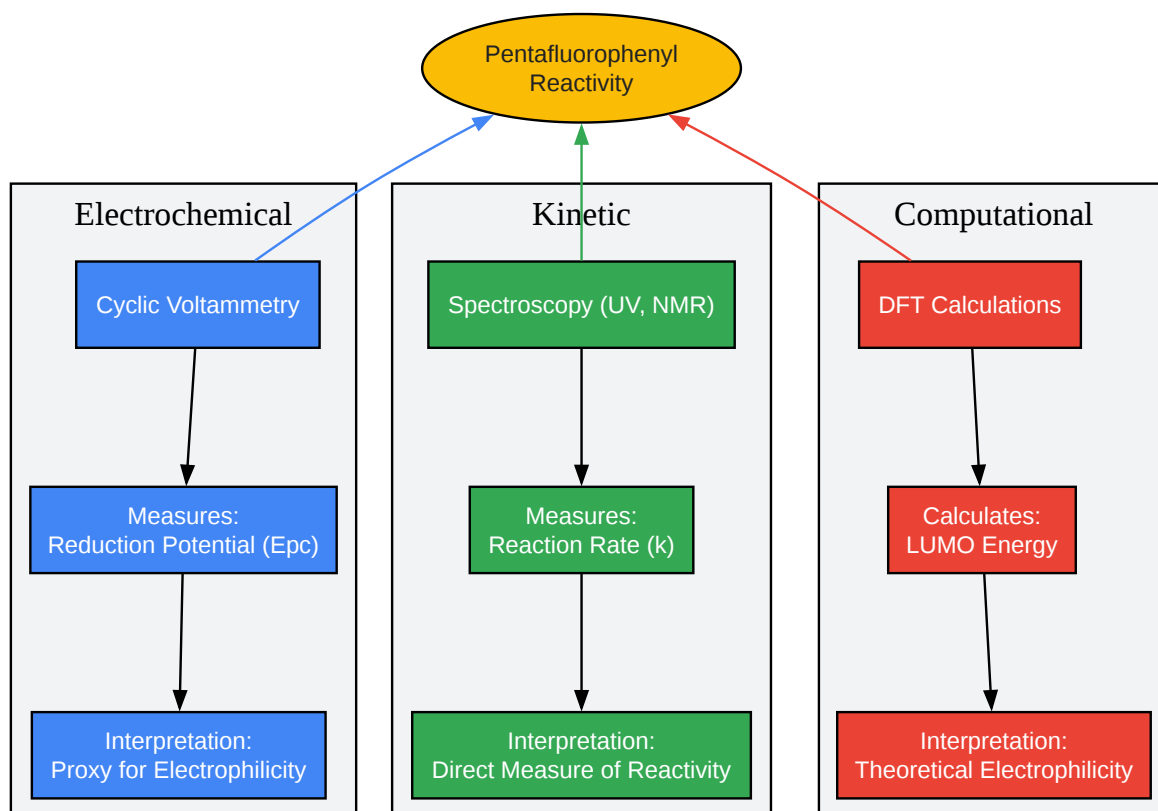 Pentafluorophenyl
Reactivity
Electrochemical
Cyclic Voltammetry
Measures:
Reduction Potential (Epc)
Interpretation:
Proxy for Electrophilicity
Kinetic
Spectroscopy (UV, NMR)
Measures:
Reaction Rate (k)
Interpretation:
Direct Measure of Reactivity
Computational
DFT Calculations
Calculates:
LUMO Energy
Interpretation:
Theoretical Electrophilicity